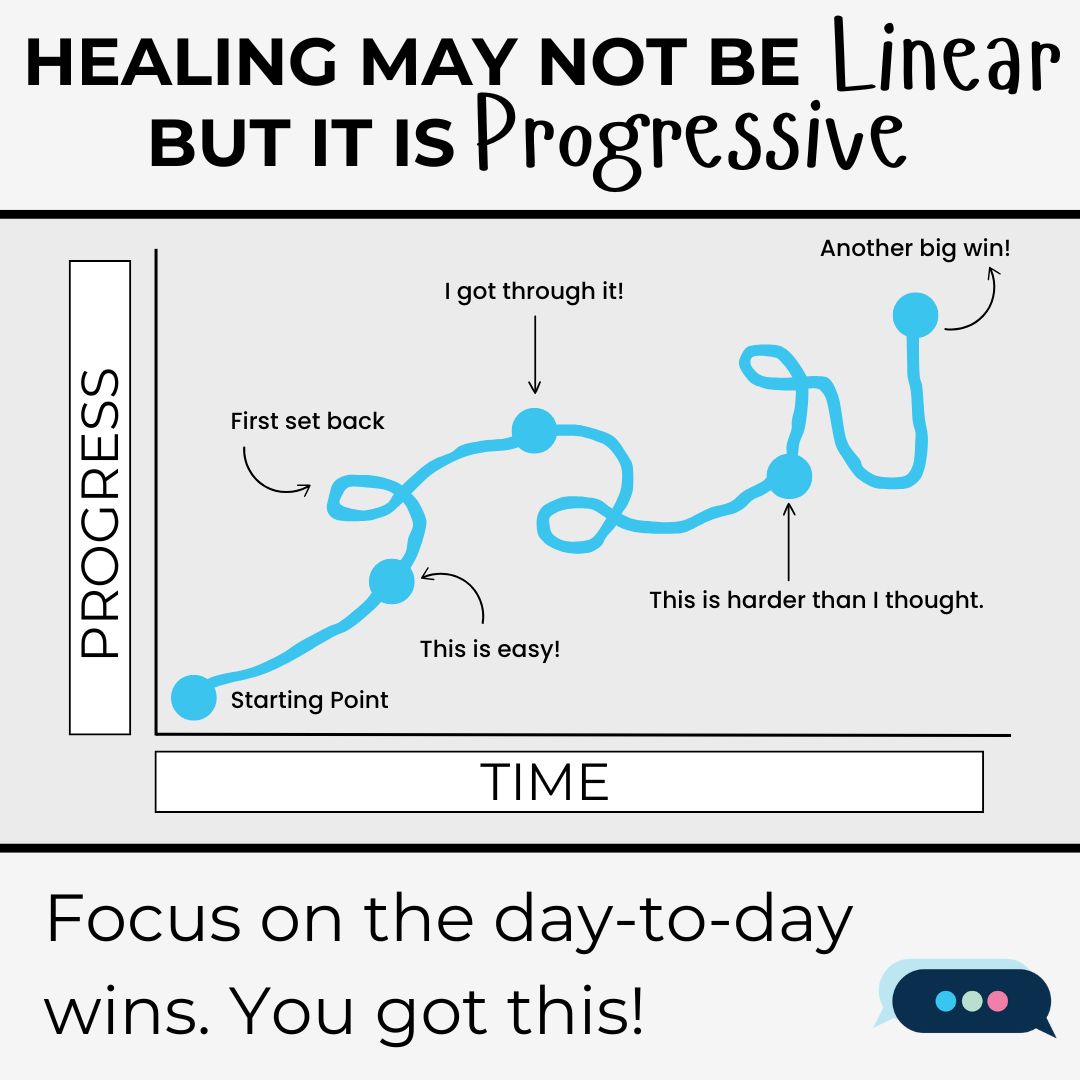 HEALING MAY NOT BE Linear
BUT IT IS Progressive
Another big win!
I got through it!
First set back
This is harder than I thought.
This is easy!
Starting Point
PROGRESS
TIME
Focus on the day-to-day
wins. You got this!